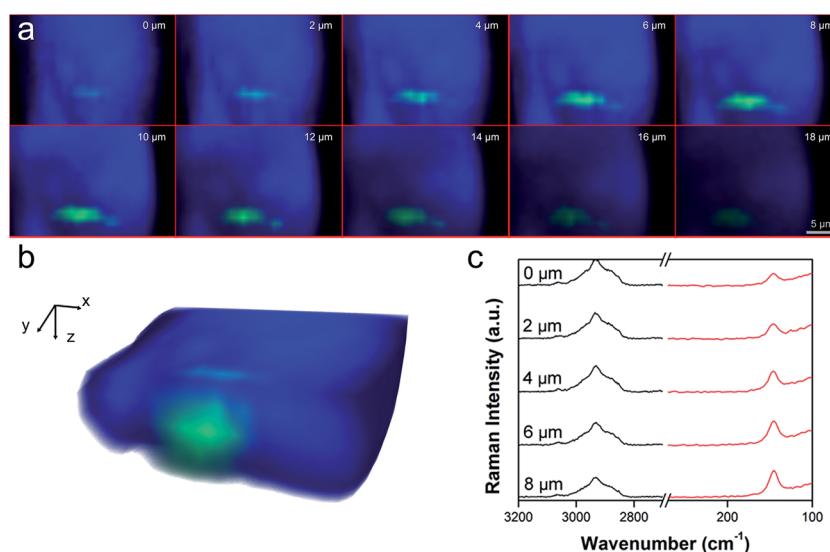 a
0 µm
2 µm
4 µm
6 µm
8 µm
10 µm
12 µm
14 µm
16 µm
18 µm
5 µm
b
x
y
z
c
0 µm
2 µm
4 µm
6 µm
8 µm
Raman Intensity (a.u.)
3200 3000 2800 200 100
Wavenumber (cm⁻¹)